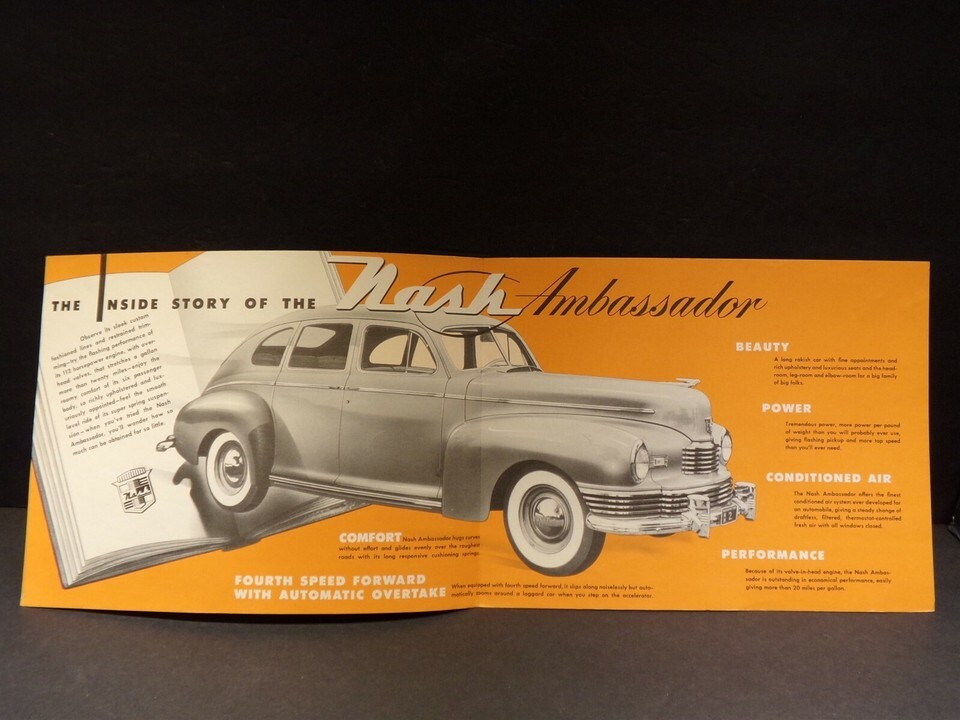 THE INSIDE STORY OF THE Nash Ambassador
Observe its sleek custom
fashioned lines and restrained trim-
ming—try the flashing performance of
its 112 horsepower engine, with over-
head valves, that stretches a gallon
more than twenty miles—enjoy the
roomy comfort of its six passenger
body, so richly upholstered and lux-
uriously appointed—feel the smooth
level ride of its super spring suspen-
sion—when you've tried the Nash
Ambassador, you'll wonder how so
much can be obtained for so little.
COMFORT Nash Ambassador hugs curves
without effort and glides evenly over the roughest
roads with its long responsive cushioning springs.
FOURTH SPEED FORWARD
WITH AUTOMATIC OVERTAKE
When equipped with fourth speed forward, it slips along noiselessly but auto-
matically zooms around a laggard car when you step on the accelerator.
BEAUTY
A long rakish car with fine appointments and
rich upholstery and luxurious seats and the head-
room, leg-room and elbow-room for a big family
of big folks.
POWER
Tremendous power, more power per pound
of weight than you will probably ever use,
giving flashing pickup and more top speed
than you'll ever need.
CONDITIONED AIR
The Nash Ambassador offers the finest
conditioned air system ever developed for
an automobile, giving a steady change of
draftless, filtered, thermostat-controlled
fresh air with all windows closed.
PERFORMANCE
Because of its valve-in-head engine, the Nash Ambas-
sador is outstanding in economical performance, easily
giving more than 20 miles per gallon.